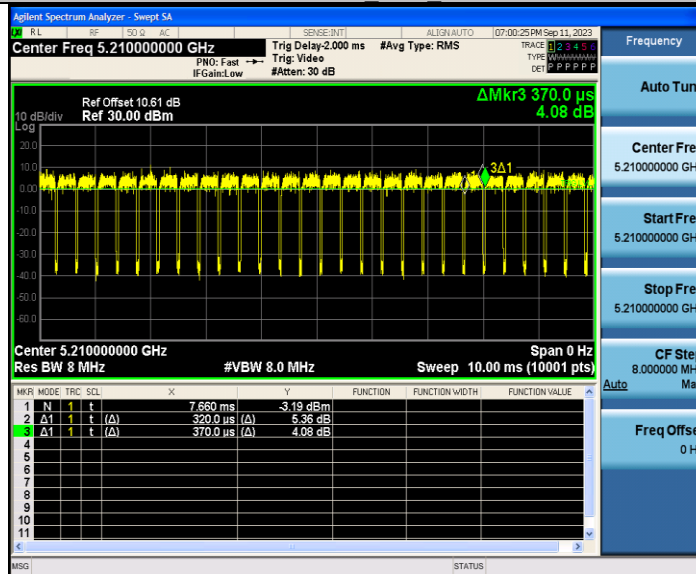 Agilent Spectrum Analyzer - Swept SA
RL RF 50 Ω AC SENSE:INT ALIGN AUTO 07:00:25 PM Sep 11, 2023
Center Freq 5.210000000 GHz Trig Delay-2.000 ms #Avg Type: RMS TRACE 1 2 3 4 5 6
PNO: Fast Trig: Video TYPE W
IFGain:Low #Atten: 30 dB DET P P P P P P
ΔMkr3 370.0 µs
Ref Offset 10.61 dB
10 dB/div Ref 30.00 dBm 4.08 dB
Log
20.0
10.0
3Δ1
0.00
-10.0
-20.0
-30.0
-40.0
-50.0
-60.0
Center 5.210000000 GHz Span 0 Hz
Res BW 8 MHz #VBW 8.0 MHz Sweep 10.00 ms (10001 pts)
MKR MODE TRC SCL X Y FUNCTION FUNCTION WIDTH FUNCTION VALUE
1 N 1 t 7.660 ms -3.19 dBm
2 Δ1 1 t (Δ) 320.0 µs (Δ) 5.36 dB
3 Δ1 1 t (Δ) 370.0 µs (Δ) 4.08 dB
4
5
6
7
8
9
10
11
MSG STATUS
Frequency
Auto Tun
Center Fre
5.210000000 GH
Start Fre
5.210000000 GH
Stop Fre
5.210000000 GH
CF Ste
8.000000 MH
Auto Ma
Freq Offse
0 H